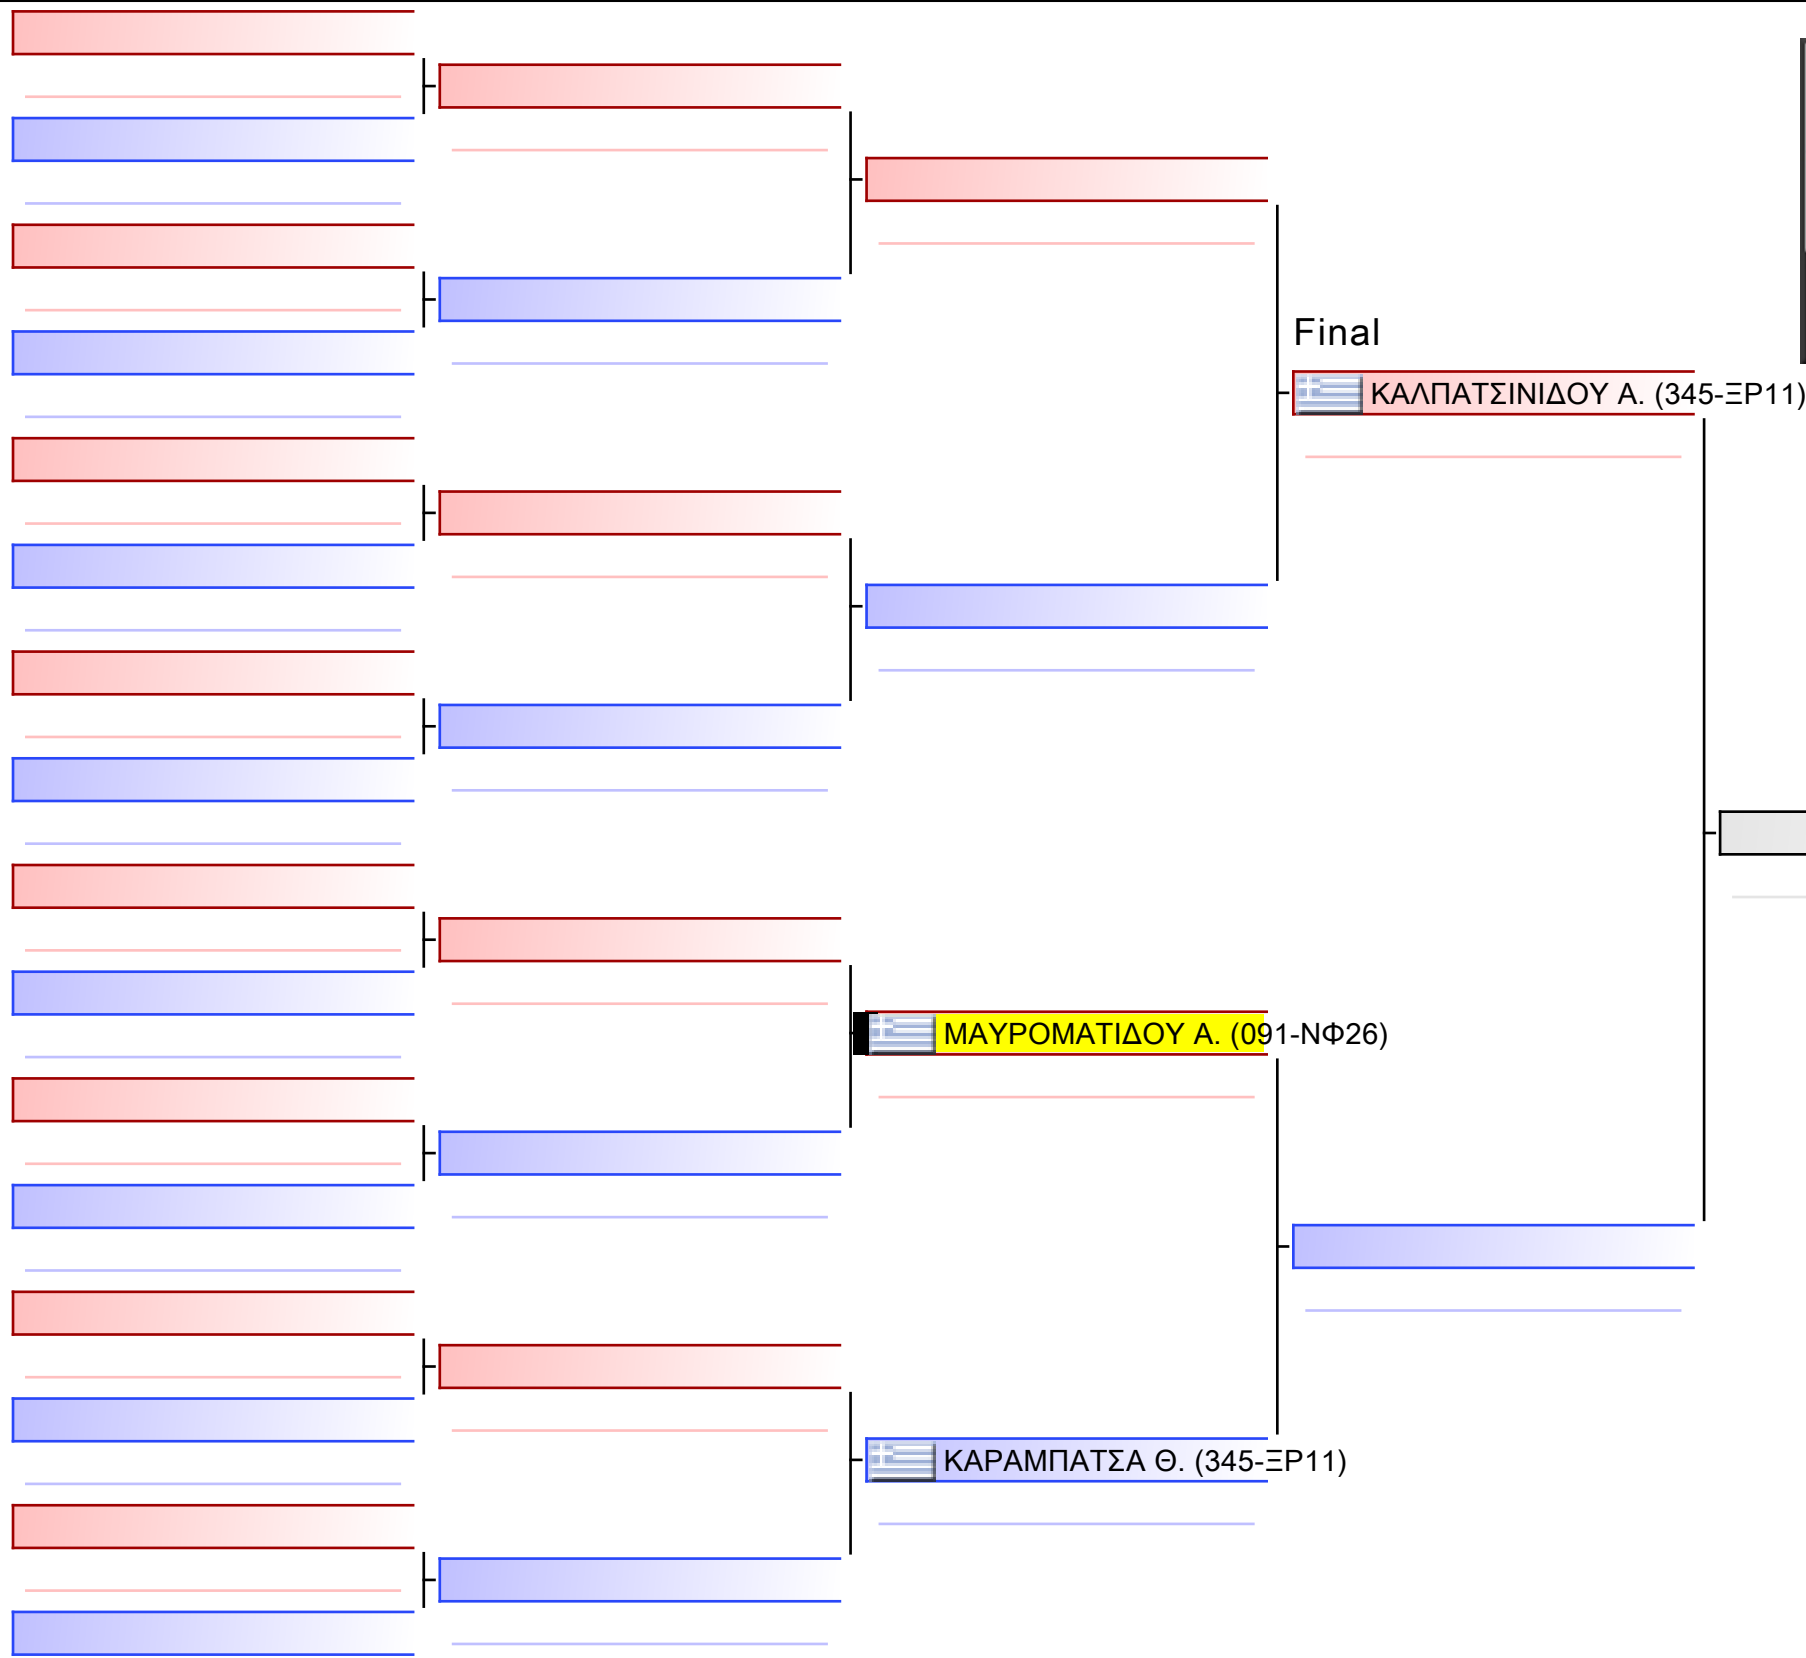 Final
ΚΑΛΠΑΤΣΙΝΙΔΟΥ Α. (345-ΞΡ11)
ΜΑΥΡΟΜΑΤΙΔΟΥ Α. (091-ΝΦ26)
ΚΑΡΑΜΠΑΤΣΑ Θ. (345-ΞΡ11)